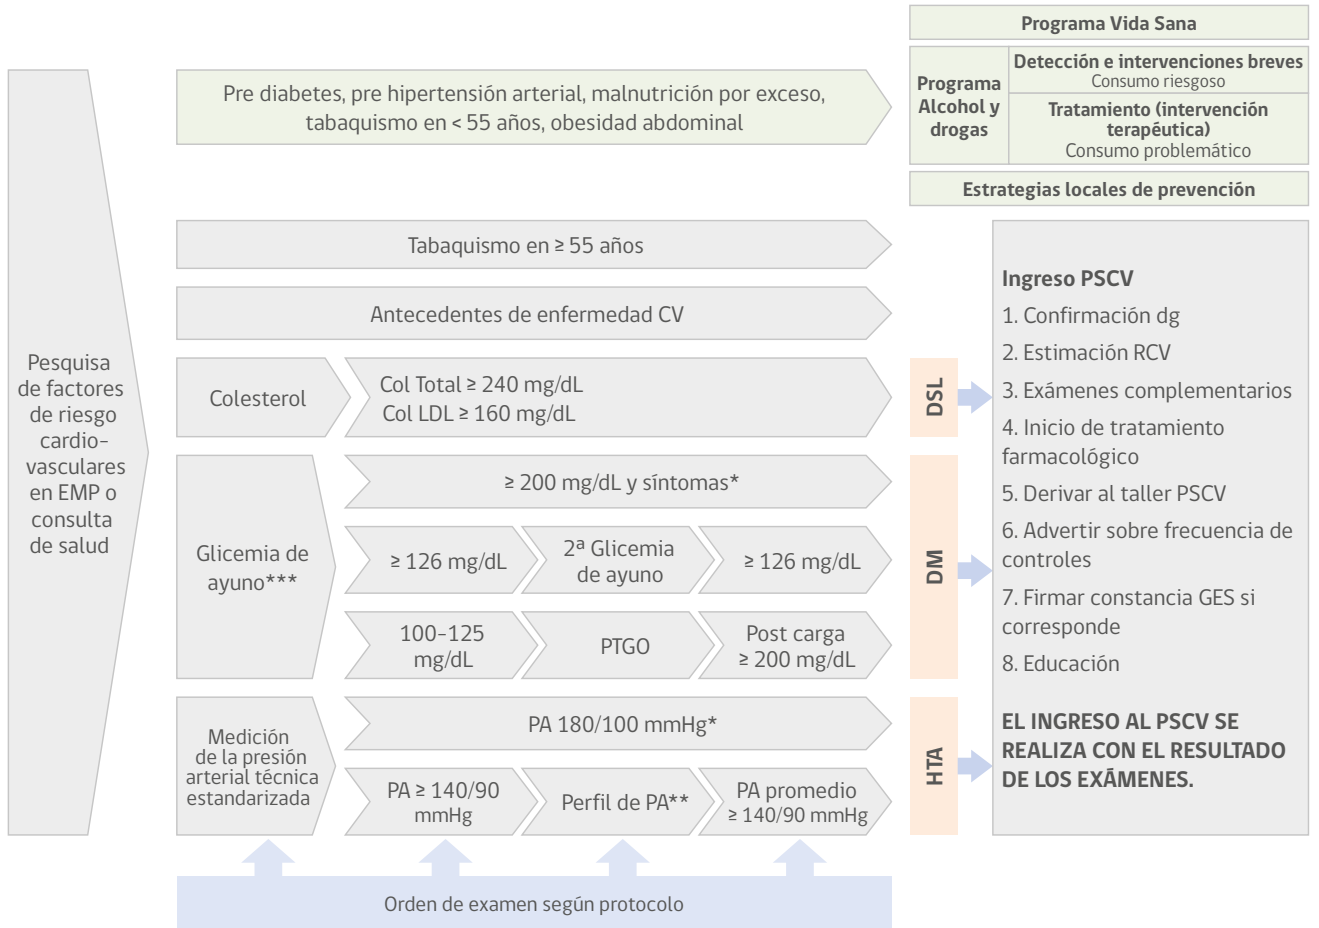 Programa Vida Sana
Programa
Alcohol y
drogas
Detección e intervenciones breves
Consumo riesgoso
Tratamiento (intervención
terapéutica)
Consumo problemático
Estrategias locales de prevención
Pre diabetes, pre hipertensión arterial, malnutrición por exceso,
tabaquismo en < 55 años, obesidad abdominal
Pesquisa
de factores
de riesgo
cardio-
vasculares
en EMP o
consulta
de salud
Tabaquismo en ≥ 55 años
Antecedentes de enfermedad CV
Colesterol
Col Total ≥ 240 mg/dL
Col LDL ≥ 160 mg/dL
DSL
Glicemia de
ayuno***
≥ 200 mg/dL y síntomas*
≥ 126 mg/dL
2ª Glicemia
de ayuno
≥ 126 mg/dL
100-125
mg/dL
PTGO
Post carga
≥ 200 mg/dL
DM
Medición
de la presión
arterial técnica
estandarizada
PA 180/100 mmHg*
PA ≥ 140/90
mmHg
Perfil de PA**
PA promedio
≥ 140/90 mmHg
HTA
Ingreso PSCV
1. Confirmación dg
2. Estimación RCV
3. Exámenes complementarios
4. Inicio de tratamiento
farmacológico
5. Derivar al taller PSCV
6. Advertir sobre frecuencia de
controles
7. Firmar constancia GES si
corresponde
8. Educación
EL INGRESO AL PSCV SE
REALIZA CON EL RESULTADO
DE LOS EXÁMENES.
Orden de examen según protocolo